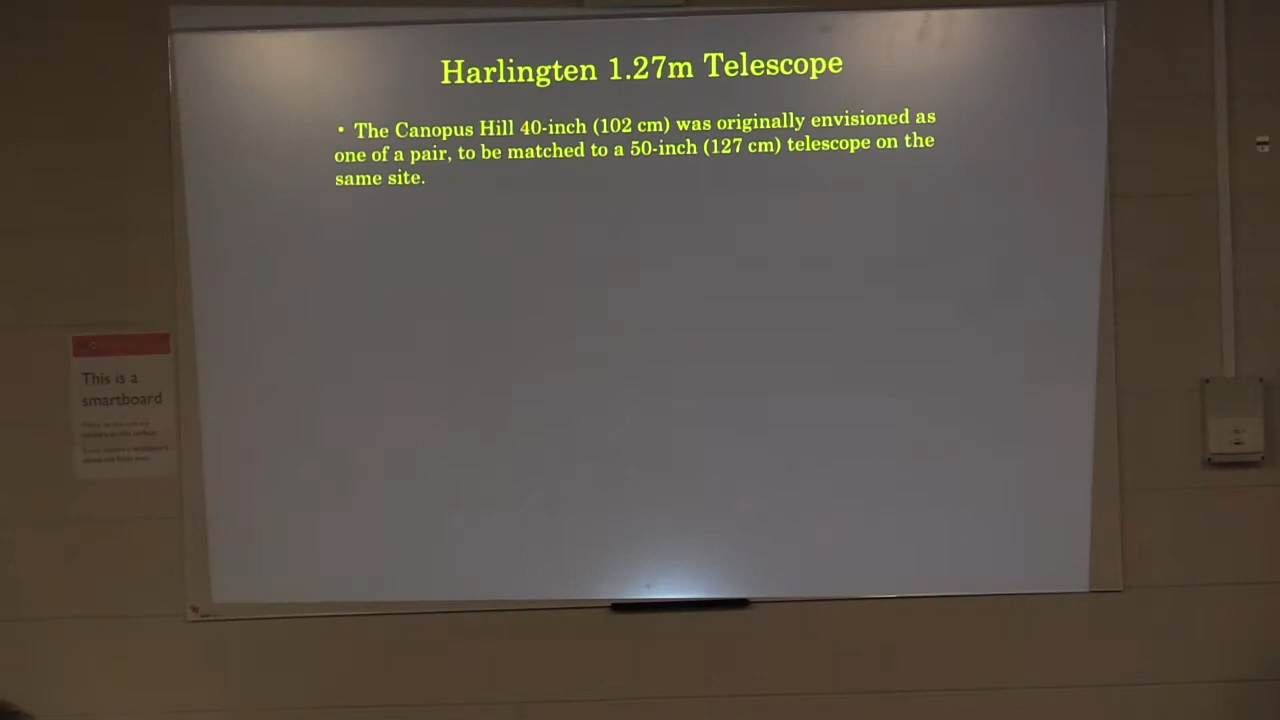 Harlingten 1.27m Telescope
• The Canopus Hill 40-inch (102 cm) was originally envisioned as
one of a pair, to be matched to a 50-inch (127 cm) telescope on the
same site.
This is a
smartboard